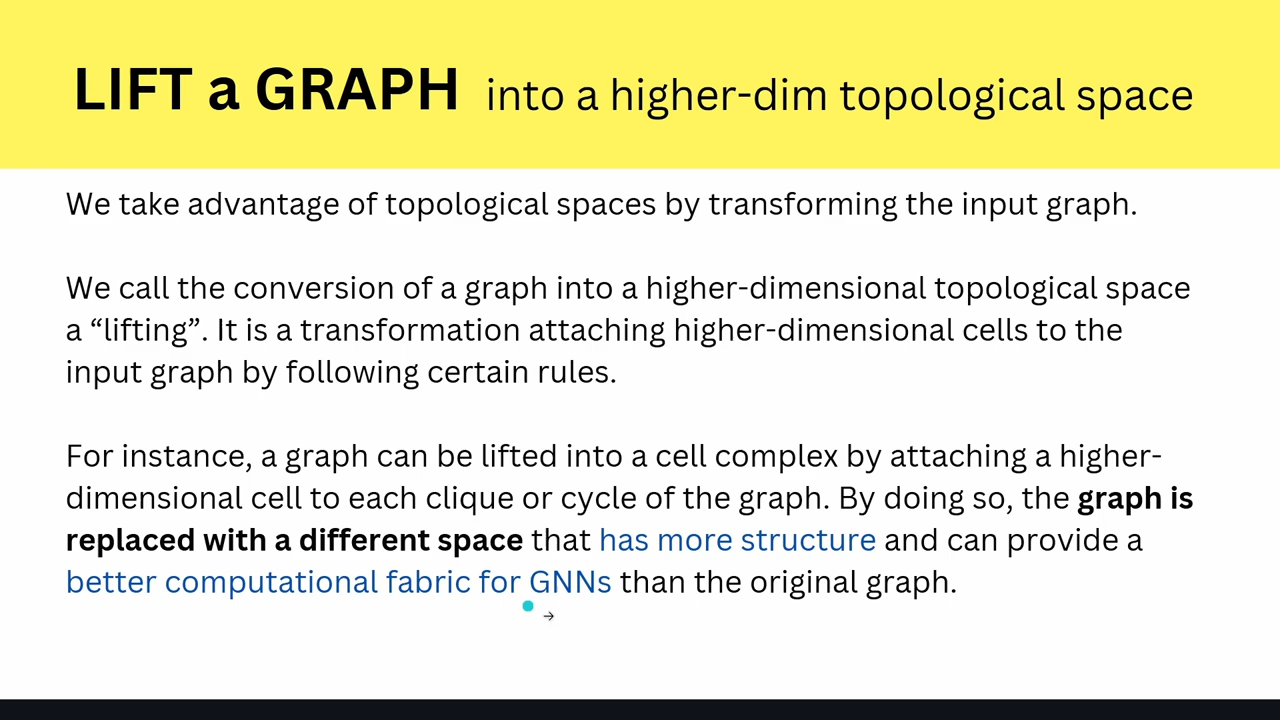 LIFT a GRAPH into a higher-dim topological space
We take advantage of topological spaces by transforming the input graph.
We call the conversion of a graph into a higher-dimensional topological space
a “lifting”. It is a transformation attaching higher-dimensional cells to the
input graph by following certain rules.
For instance, a graph can be lifted into a cell complex by attaching a higher-
dimensional cell to each clique or cycle of the graph. By doing so, the graph is
replaced with a different space that has more structure and can provide a
better computational fabric for GNNs than the original graph.